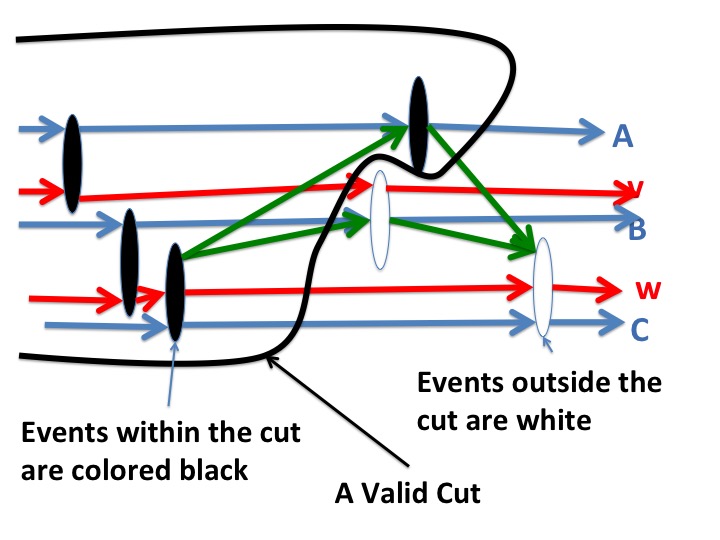 A
v
B
w
C
Events outside the
cut are white
Events within the cut
are colored black
A Valid Cut